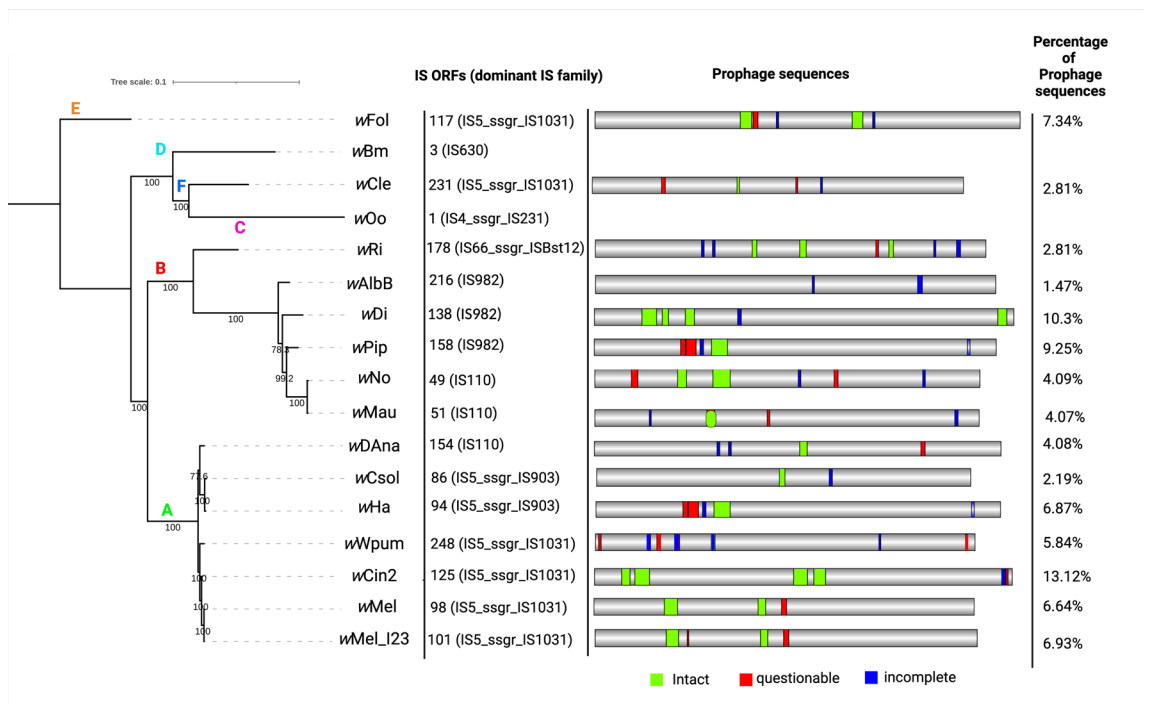 Percentage
of
Prophage
sequences
Tree scale: 0.1
IS ORFs (dominant IS family)
Prophage sequences
E
wFol 117 (IS5_ssgr_IS1031) 7.34%
D
wBm 3 (IS630)
100
F
wCle 231 (IS5_ssgr_IS1031) 2.81%
100
wOo 1 (IS4_ssgr_IS231)
C
wRi 178 (IS66_ssgr_ISBst12) 2.81%
B
100
wAlbB 216 (IS982) 1.47%
100
wDi 138 (IS982) 10.3%
78.3
wPip 158 (IS982) 9.25%
99.2
wNo 49 (IS110) 4.09%
100
100
wMau 51 (IS110) 4.07%
wDAna 154 (IS110) 4.08%
wCsol 86 (IS5_ssgr_IS903) 2.19%
100
wHa 94 (IS5_ssgr_IS903) 6.87%
A
100
wWpum 248 (IS5_ssgr_IS1031) 5.84%
wCin2 125 (IS5_ssgr_IS1031) 13.12%
100
wMel 98 (IS5_ssgr_IS1031) 6.64%
100
wMel_I23 101 (IS5_ssgr_IS1031) 6.93%
100
Intact questionable incomplete